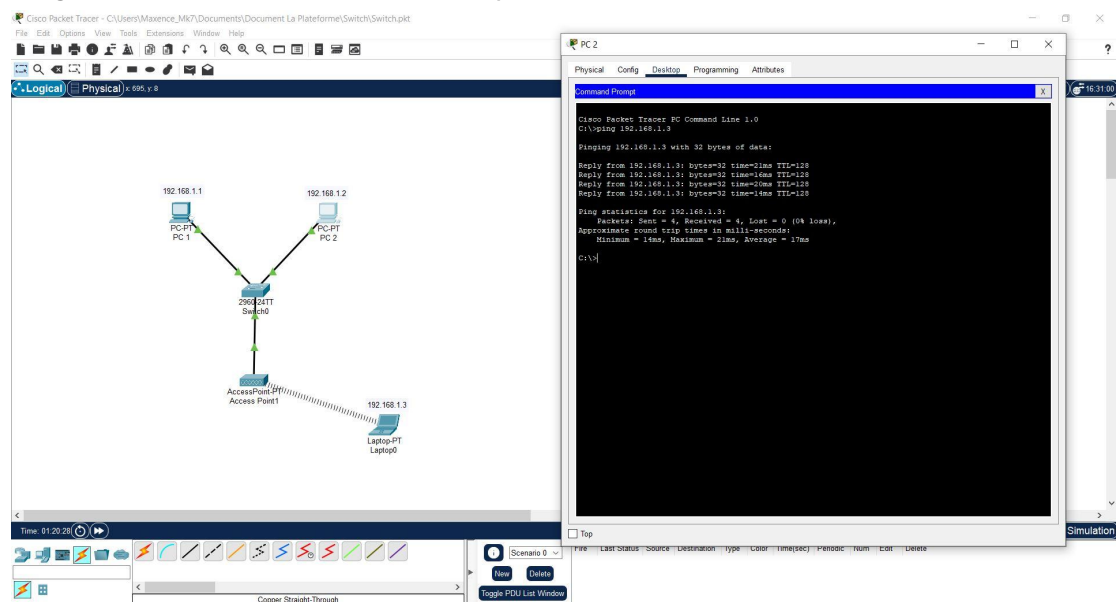 Cisco Packet Tracer - C:\Users\Maxence_Mk7\Documents\Document La Plateforme\Switch\Switch.pkt
File Edit Options View Tools Extensions Window Help
Logical Physical x: 695, y: 8
16:31:00
192.168.1.1
192.168.1.2
PC-PT
PC 1
PC-PT
PC 2
2960-24TT
Switch0
AccessPoint-PT
Access Point1
192.168.1.3
Laptop-PT
Laptop0
PC 2
Physical Config Desktop Programming Attributes
Command Prompt
X
Cisco Packet Tracer PC Command Line 1.0
C:\>ping 192.168.1.3
Pinging 192.168.1.3 with 32 bytes of data:
Reply from 192.168.1.3: bytes=32 time=21ms TTL=128
Reply from 192.168.1.3: bytes=32 time=16ms TTL=128
Reply from 192.168.1.3: bytes=32 time=20ms TTL=128
Reply from 192.168.1.3: bytes=32 time=14ms TTL=128
Ping statistics for 192.168.1.3:
Packets: Sent = 4, Received = 4, Lost = 0 (0% loss),
Approximate round trip times in milli-seconds:
Minimum = 14ms, Maximum = 21ms, Average = 17ms
C:\>
Top
Time: 01:20:28
Simulation
Scenario 0
New Delete
Toggle PDU List Window
Fire Last Status Source Destination Type Color Time(sec) Periodic Num Edit Delete
Copper Straight-Through